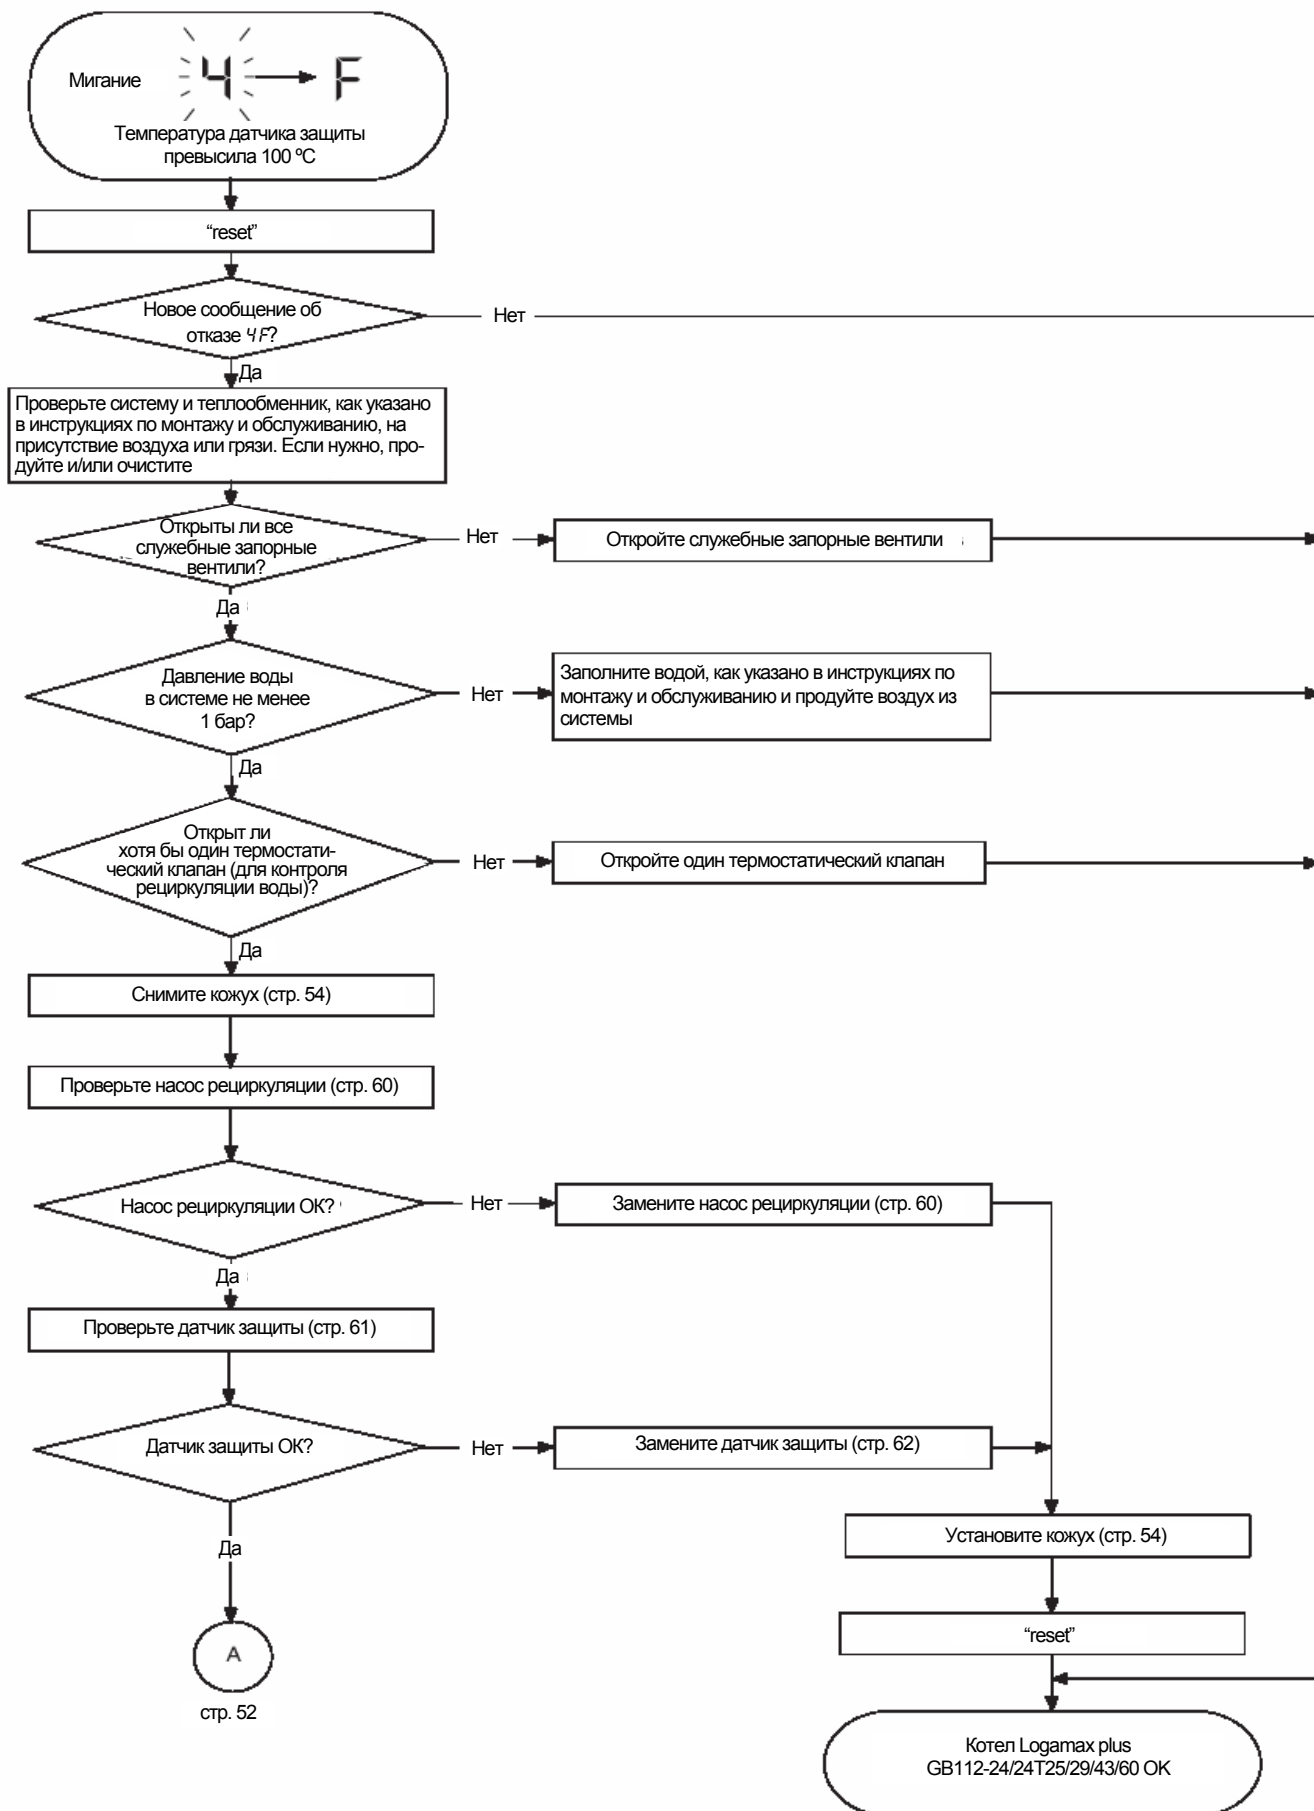 Мигание
4
F
Температура датчика защиты
превысила 100 ºC
“reset”
Новое сообщение об
отказе 4F?
Нет
Да
Проверьте систему и теплообменник, как указано
в инструкциях по монтажу и обслуживанию, на
присутствие воздуха или грязи. Если нужно, про-
дуйте и/или очистите
Открыты ли все
служебные запорные
вентили?
Нет
Откройте служебные запорные вентили
Да
Давление воды
в системе не менее
1 бар?
Нет
Заполните водой, как указано в инструкциях по
монтажу и обслуживанию и продуйте воздух из
системы
Да
Открыт ли
хотя бы один термостати-
ческий клапан (для контроля
рециркуляции воды)?
Нет
Откройте один термостатический клапан
Да
Снимите кожух (стр. 54)
Проверьте насос рециркуляции (стр. 60)
Насос рециркуляции ОК?
Нет
Замените насос рециркуляции (стр. 60)
Да
Проверьте датчик защиты (стр. 61)
Датчик защиты ОК?
Нет
Замените датчик защиты (стр. 62)
Да
Установите кожух (стр. 54)
“reset”
A
стр. 52
Котел Logamax plus
GB112-24/24T25/29/43/60 OK